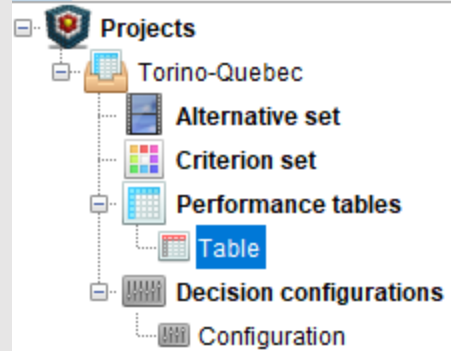 Projects
Torino-Quebec
Alternative set
Criterion set
Performance tables
Table
Decision configurations
Configuration